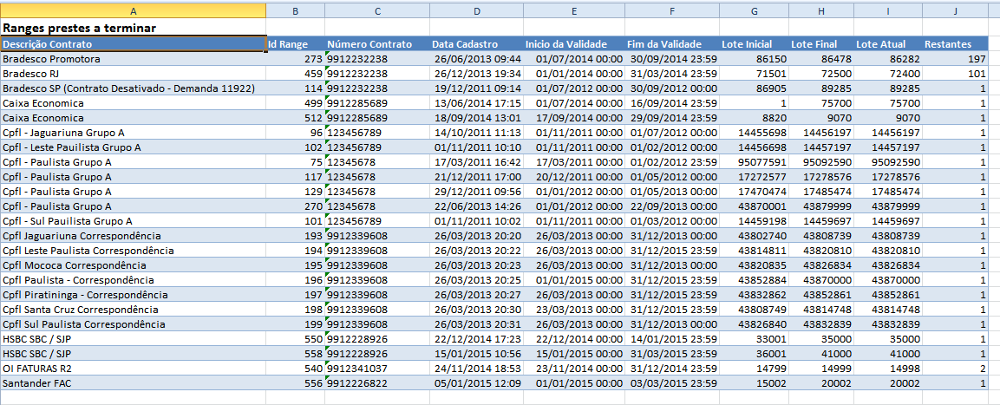 A B C D E F G H I J
Ranges prestes a terminar
Descrição Contrato Id Range Número Contrato Data Cadastro Inicio da Validade Fim da Validade Lote Inicial Lote Final Lote Atual Restantes
Bradesco Promotora 273 9912232238 26/06/2013 09:44 01/07/2014 00:00 30/09/2014 23:59 86150 86478 86282 197
Bradesco RJ 459 9912232238 26/12/2013 19:34 01/01/2014 00:00 31/03/2014 23:59 71501 72500 72400 101
Bradesco SP (Contrato Desativado - Demanda 11922) 114 9912232238 19/12/2011 09:14 01/07/2012 00:00 30/09/2012 00:00 86905 89285 89285 1
Caixa Economica 499 9912285689 13/06/2014 17:15 01/07/2014 00:00 16/09/2014 23:59 1 75700 75700 1
Caixa Economica 512 9912285689 18/09/2014 13:01 17/09/2014 00:00 29/09/2014 23:59 8820 9070 9070 1
Cpfl - Jaguariuna Grupo A 96 123456789 14/10/2011 11:13 01/11/2011 00:00 01/07/2012 00:00 14455698 14456197 14456197 1
Cpfl - Leste Pauilista Grupo A 102 123456789 01/11/2011 10:10 01/11/2011 00:00 01/05/2012 00:00 14456698 14457197 14457197 1
Cpfl - Paulista Grupo A 75 12345678 17/03/2011 16:42 17/03/2011 00:00 01/02/2012 23:59 95077591 95092590 95092590 1
Cpfl - Paulista Grupo A 117 12345678 21/12/2011 17:00 20/12/2011 00:00 01/05/2012 00:00 17272577 17278576 17278576 1
Cpfl - Paulista Grupo A 129 12345678 29/12/2011 09:56 01/01/2012 00:00 01/05/2013 00:00 17470474 17485474 17485474 1
Cpfl - Paulista Grupo A 270 12345678 22/06/2013 14:26 01/01/2012 00:00 22/09/2013 00:00 43870001 43879999 43879999 1
Cpfl - Sul Pauilista Grupo A 101 123456789 01/11/2011 10:02 01/11/2011 00:00 01/03/2012 00:00 14459198 14459697 14459697 1
Cpfl Jaguariuna Correspondência 193 9912339608 26/03/2013 20:20 26/03/2013 00:00 31/12/2013 00:00 43802740 43808739 43808739 1
Cpfl Leste Paulista Correspondência 194 9912339608 26/03/2013 20:22 26/03/2013 00:00 31/12/2015 23:59 43814811 43820810 43820810 1
Cpfl Mococa Correspondência 195 9912339608 26/03/2013 20:23 26/03/2013 00:00 31/12/2013 00:00 43820835 43826834 43826834 1
Cpfl Paulista - Correspondência 196 9912339608 26/03/2013 20:25 01/01/2015 00:00 31/12/2015 23:59 43852884 43870000 43870000 1
Cpfl Piratininga - Correspondência 197 9912339608 26/03/2013 20:27 26/03/2013 00:00 31/12/2015 23:59 43832862 43852861 43852861 1
Cpfl Santa Cruz Correspondência 198 9912339608 26/03/2013 20:30 23/03/2013 00:00 31/12/2015 23:59 43808749 43814748 43814748 1
Cpfl Sul Paulista Correspondência 199 9912339608 26/03/2013 20:31 26/03/2013 00:00 31/12/2015 23:59 43826840 43832839 43832839 1
HSBC SBC / SJP 550 9912228926 22/12/2014 17:23 22/12/2014 00:00 14/01/2015 23:59 33001 35000 35000 1
HSBC SBC / SJP 558 9912228926 15/01/2015 10:56 15/01/2015 00:00 31/03/2015 23:59 36001 41000 41000 1
OI FATURAS R2 540 9912341037 24/11/2014 18:53 23/11/2014 00:00 31/12/2014 23:59 14799 14999 14998 2
Santander FAC 556 9912226822 05/01/2015 12:09 01/01/2015 00:00 03/03/2015 23:59 15002 20002 20002 1